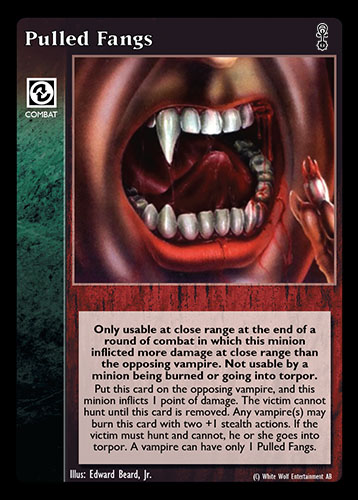 Pulled Fangs
COMBAT
Only usable at close range at the end of a
round of combat in which this minion
inflicted more damage at close range than
the opposing vampire. Not usable by a
minion being burned or going into torpor.
Put this card on the opposing vampire, and this
minion inflicts 1 point of damage. The victim cannot
hunt until this card is removed. Any vampire(s) may
burn this card with two +1 stealth actions. If the
victim must hunt and cannot, he or she goes into
torpor. A vampire can have only 1 Pulled Fangs.
Illus: Edward Beard, Jr.
(C) White Wolf Entertainment AB